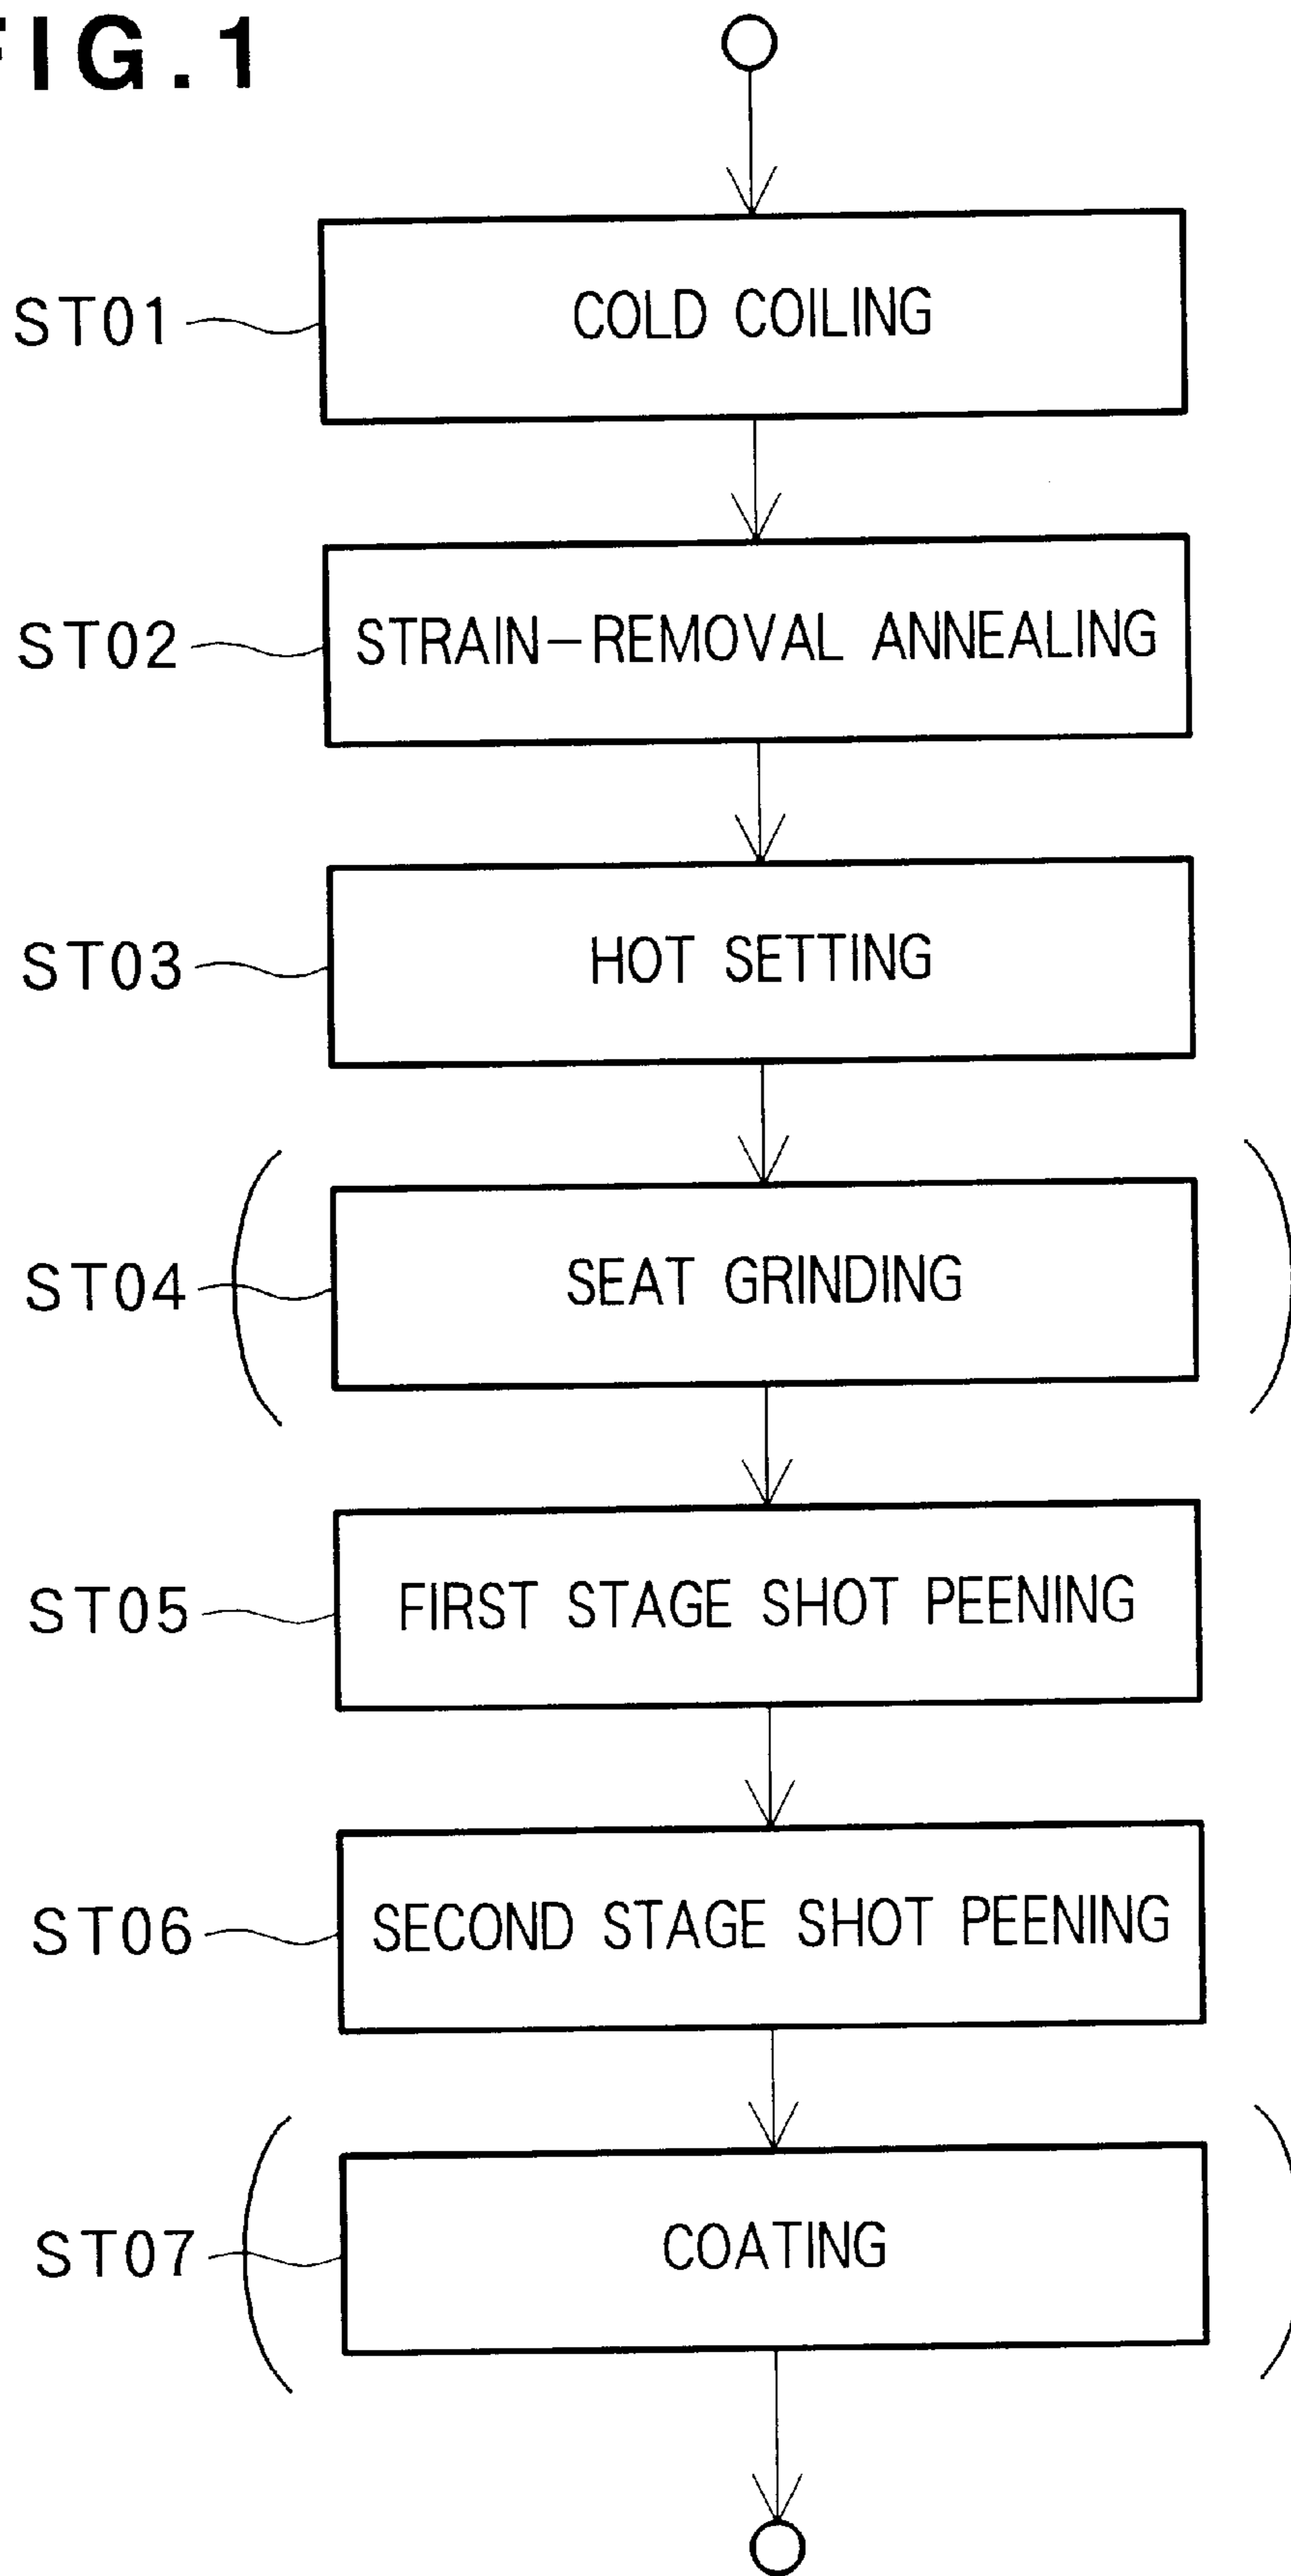 FIG.1
ST01
COLD COILING
ST02
STRAIN-REMOVAL ANNEALING
ST03
HOT SETTING
ST04
SEAT GRINDING
ST05
FIRST STAGE SHOT PEENING
ST06
SECOND STAGE SHOT PEENING
ST07
COATING